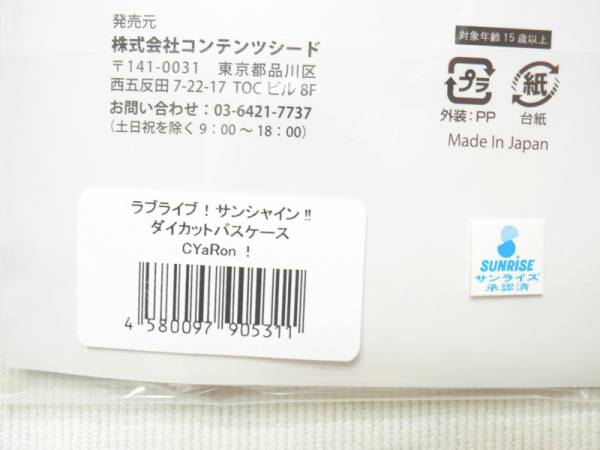 発売元
株式会社コンテンツシード
〒141-0031 東京都品川区
西五反田 7-22-17 TOC ビル 8F
お問い合わせ：03-6421-7737
（土日祝を除く 9：00 ～ 18：00）
対象年齢 15 歳以上
プラ
紙
外装：PP
台紙
Made In Japan
ラブライブ！サンシャイン!!
ダイカットパスケース
CYaRon！
4 580097 905311
SUNRISE
サンライズ
承認済